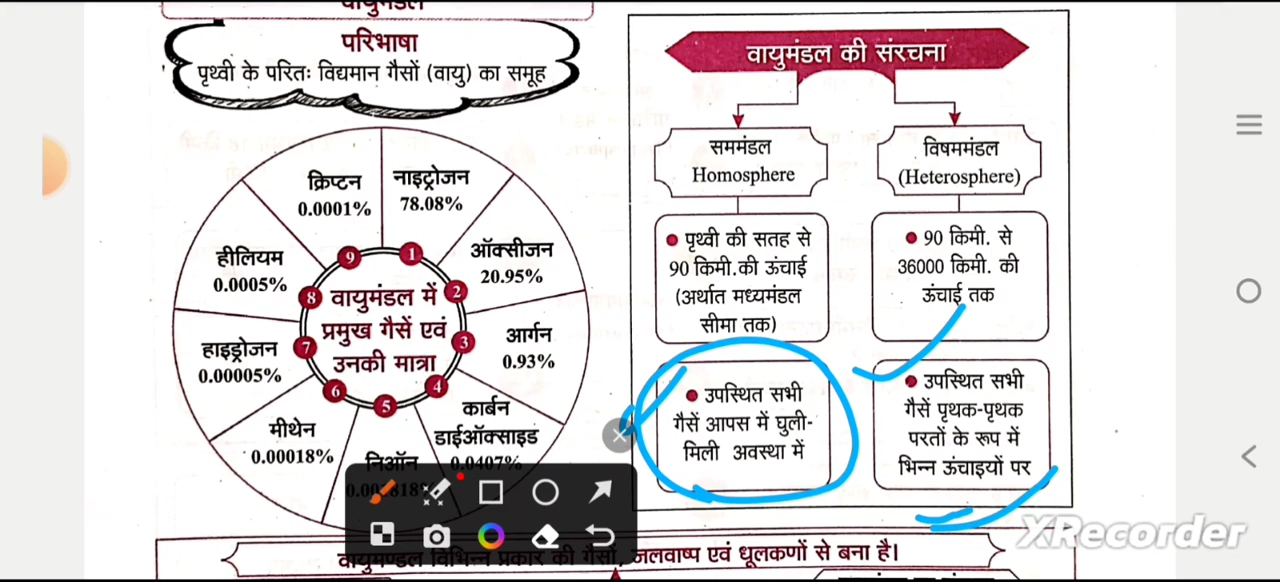 वायुमंडल
परिभाषा
पृथ्वी के परितः विद्यमान गैसों (वायु) का समूह
क्रिप्टन
0.0001%
नाइट्रोजन
78.08%
ऑक्सीजन
20.95%
आर्गन
0.93%
कार्बन
डाईऑक्साइड
0.0407%
निऑन
मीथेन
0.00018%
हाइड्रोजन
0.00005%
हीलियम
0.0005%
1
2
3
4
5
6
7
8
9
वायुमंडल में
प्रमुख गैसें एवं
उनकी मात्रा
वायुमंडल की संरचना
सममंडल
Homosphere
पृथ्वी की सतह से
90 किमी.की ऊंचाई
(अर्थात मध्यमंडल
सीमा तक)
उपस्थित सभी
गैसें आपस में घुली-
मिली अवस्था में
विषममंडल
(Heterosphere)
90 किमी. से
36000 किमी. की
ऊंचाई तक
उपस्थित सभी
गैसें पृथक-पृथक
परतों के रूप में
भिन्न ऊंचाइयों पर
वायुमण्डल विभिन्न प्रकार की गैसों, जलवाष्प एवं धूलकणों से बना है।
XRecorder